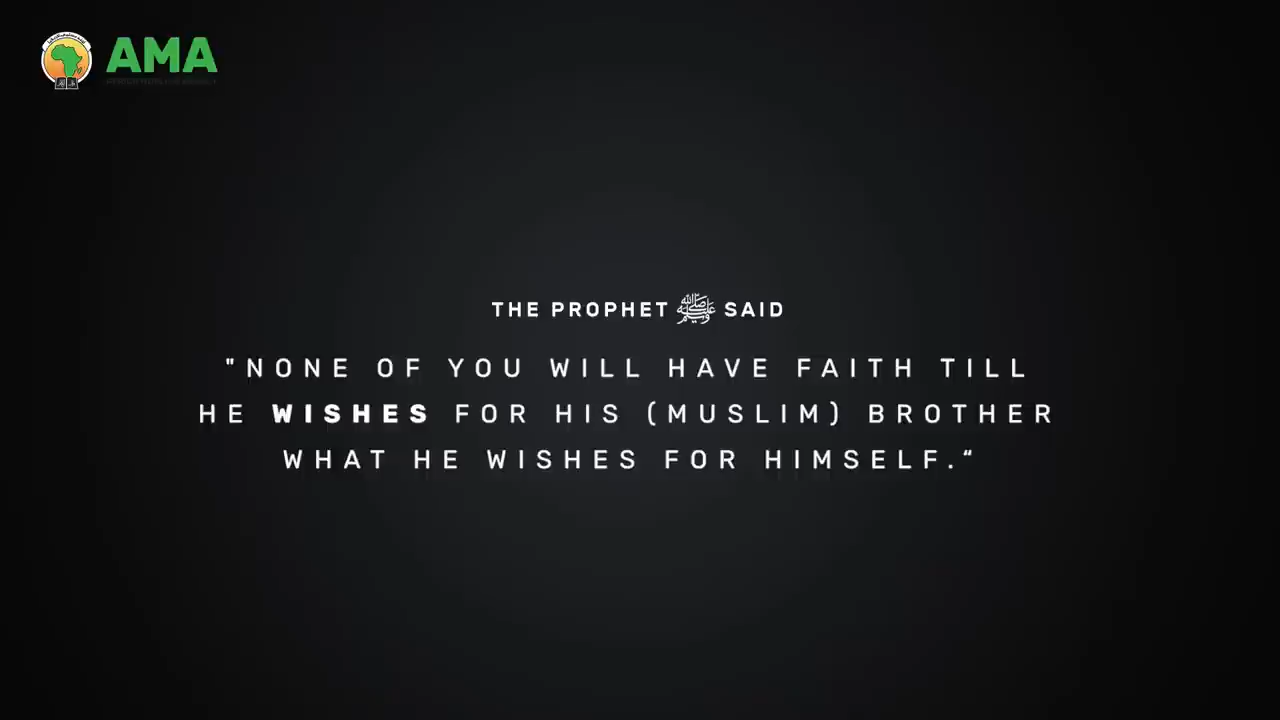 AMA
THE PROPHET ﷺ SAID
"NONE OF YOU WILL HAVE FAITH TILL
HE WISHES FOR HIS (MUSLIM) BROTHER
WHAT HE WISHES FOR HIMSELF.“